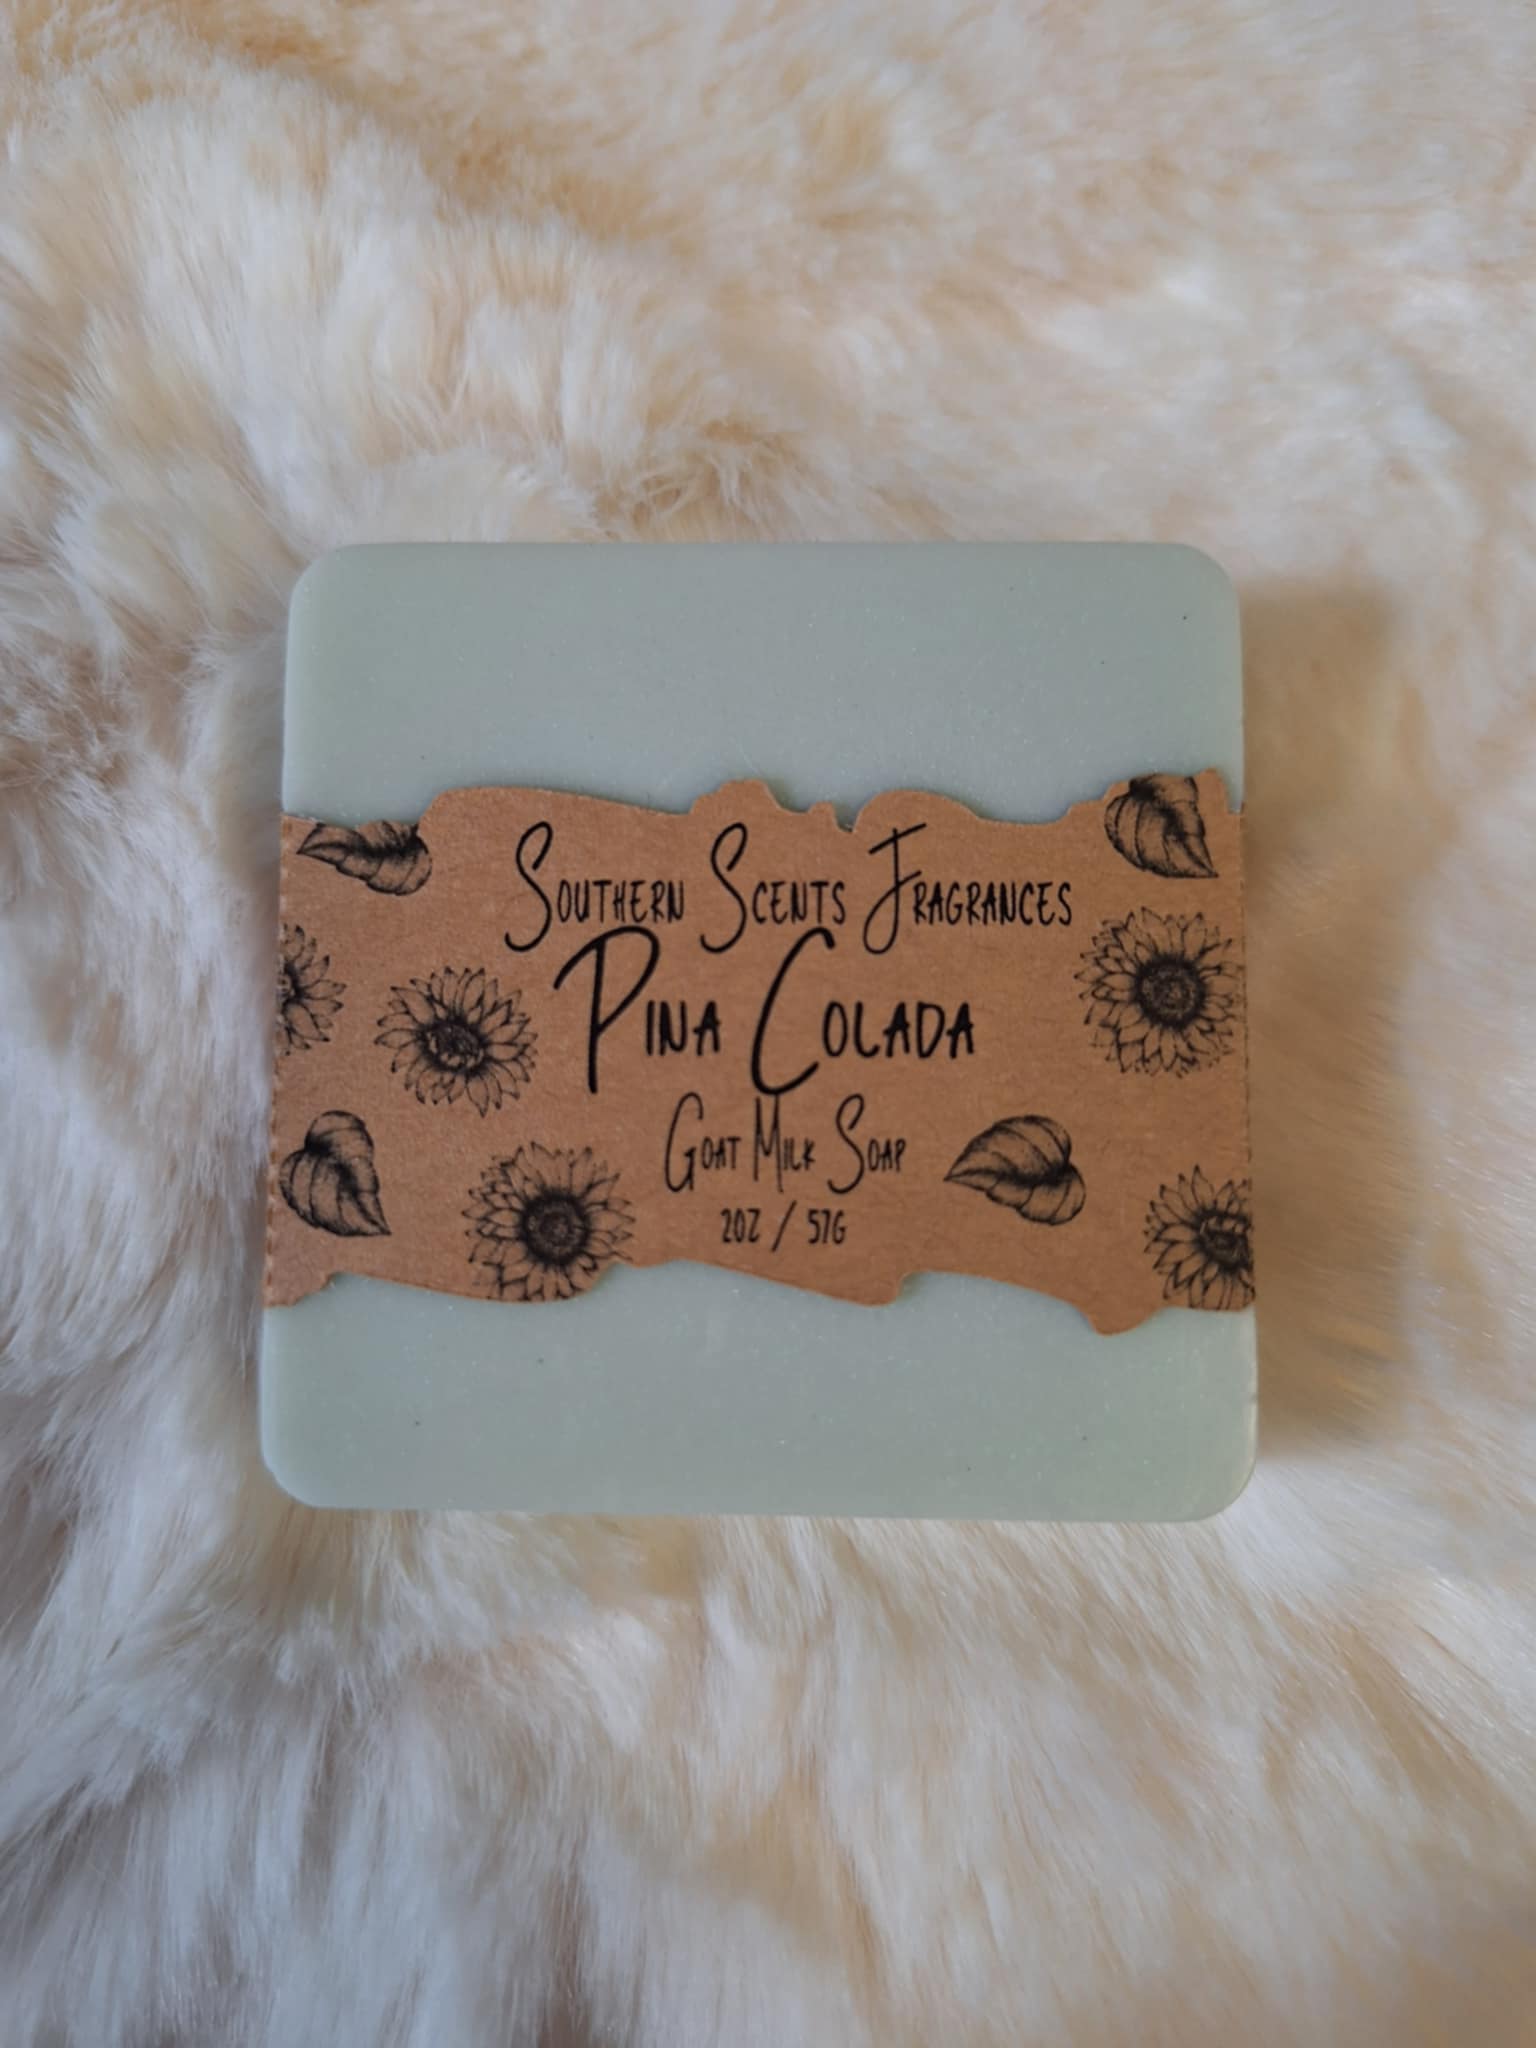 Southern Scents Fragrances
Pina Colada
Goat Milk Soap
2oz / 57g